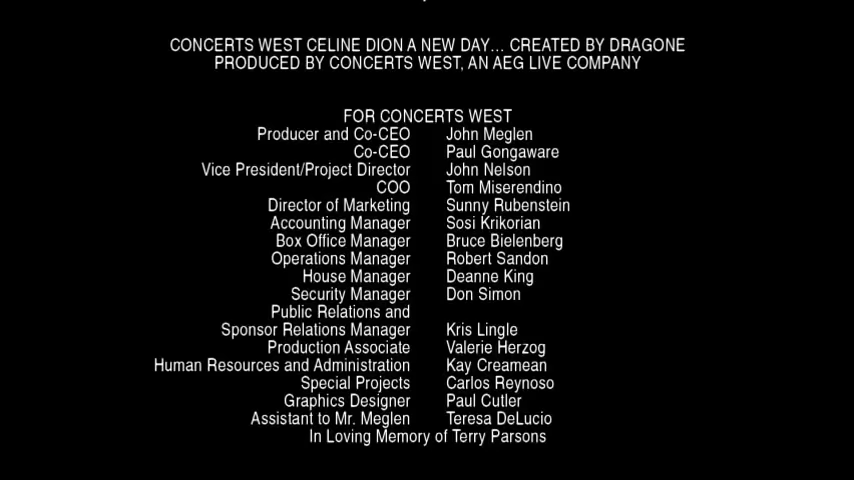 CONCERTS WEST CELINE DION A NEW DAY... CREATED BY DRAGONE
PRODUCED BY CONCERTS WEST, AN AEG LIVE COMPANY
FOR CONCERTS WEST
Producer and Co-CEO John Meglen
Co-CEO Paul Gongaware
Vice President/Project Director John Nelson
COO Tom Miserendino
Director of Marketing Sunny Rubenstein
Accounting Manager Sosi Krikorian
Box Office Manager Bruce Bielenberg
Operations Manager Robert Sandon
House Manager Deanne King
Security Manager Don Simon
Public Relations and
Sponsor Relations Manager Kris Lingle
Production Associate Valerie Herzog
Human Resources and Administration Kay Creamean
Special Projects Carlos Reynoso
Graphics Designer Paul Cutler
Assistant to Mr. Meglen Teresa DeLucio
In Loving Memory of Terry Parsons